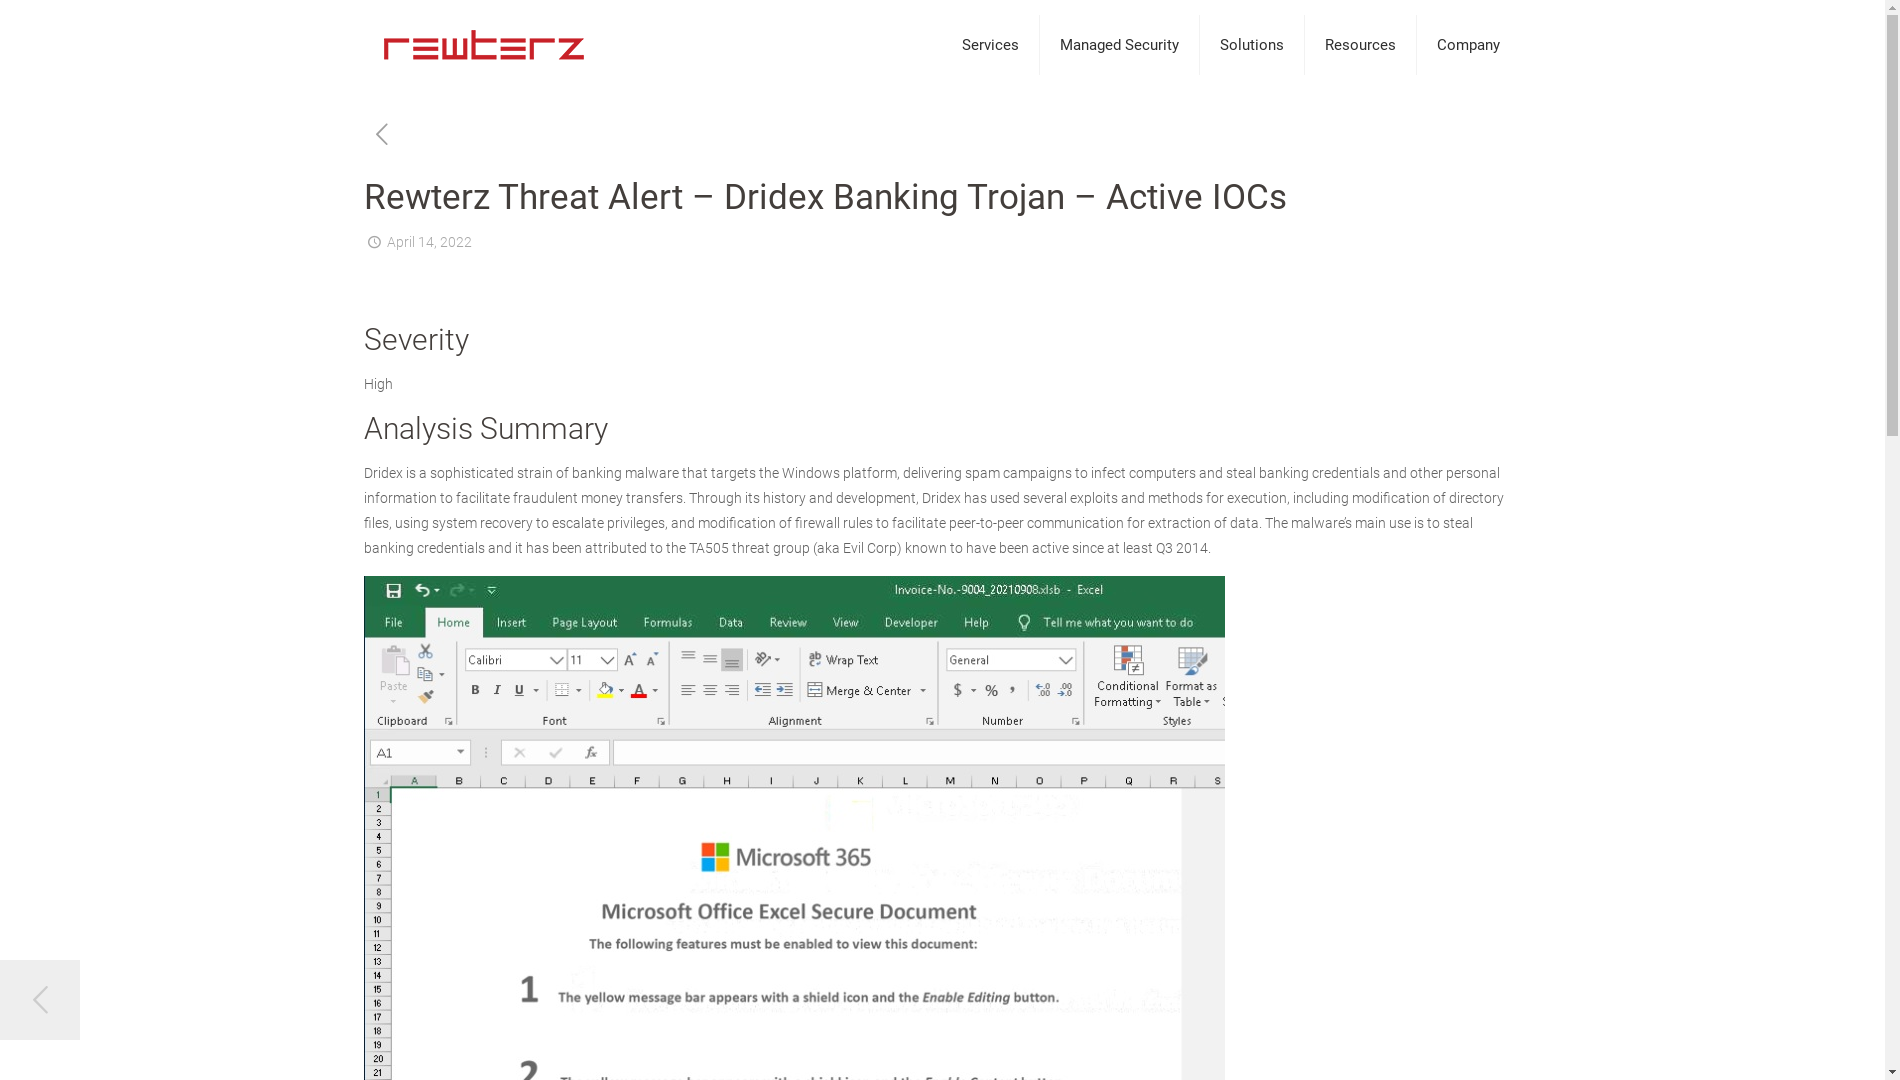 rewterz
Services
Managed Security
Solutions
Resources
Company
Rewterz Threat Alert – Dridex Banking Trojan – Active IOCs
April 14, 2022
Severity
High
Analysis Summary
Dridex is a sophisticated strain of banking malware that targets the Windows platform, delivering spam campaigns to infect computers and steal banking credentials and other personal
information to facilitate fraudulent money transfers. Through its history and development, Dridex has used several exploits and methods for execution, including modification of directory
files, using system recovery to escalate privileges, and modification of firewall rules to facilitate peer-to-peer communication for extraction of data. The malware's main use is to steal
banking credentials and it has been attributed to the TA505 threat group (aka Evil Corp) known to have been active since at least Q3 2014.
Invoice-No.-9004_20210908.xlsb - Excel
File Home Insert Page Layout Formulas Data Review View Developer Help Tell me what you want to do
Calibri 11 Wrap Text General
Paste B I U A Merge & Center $ % , Conditional Formatting Format as Table
Clipboard Font Alignment Number Styles
A1 fx
A B C D E F G H I J K L M N O P Q R S
1
2
3
4
5
Microsoft 365
6
7
8
9
Microsoft Office Excel Secure Document
10
11
12
The following features must be enabled to view this document:
13
14
15
1 The yellow message bar appears with a shield icon and the Enable Editing button.
16
17
18
19
20
21
2